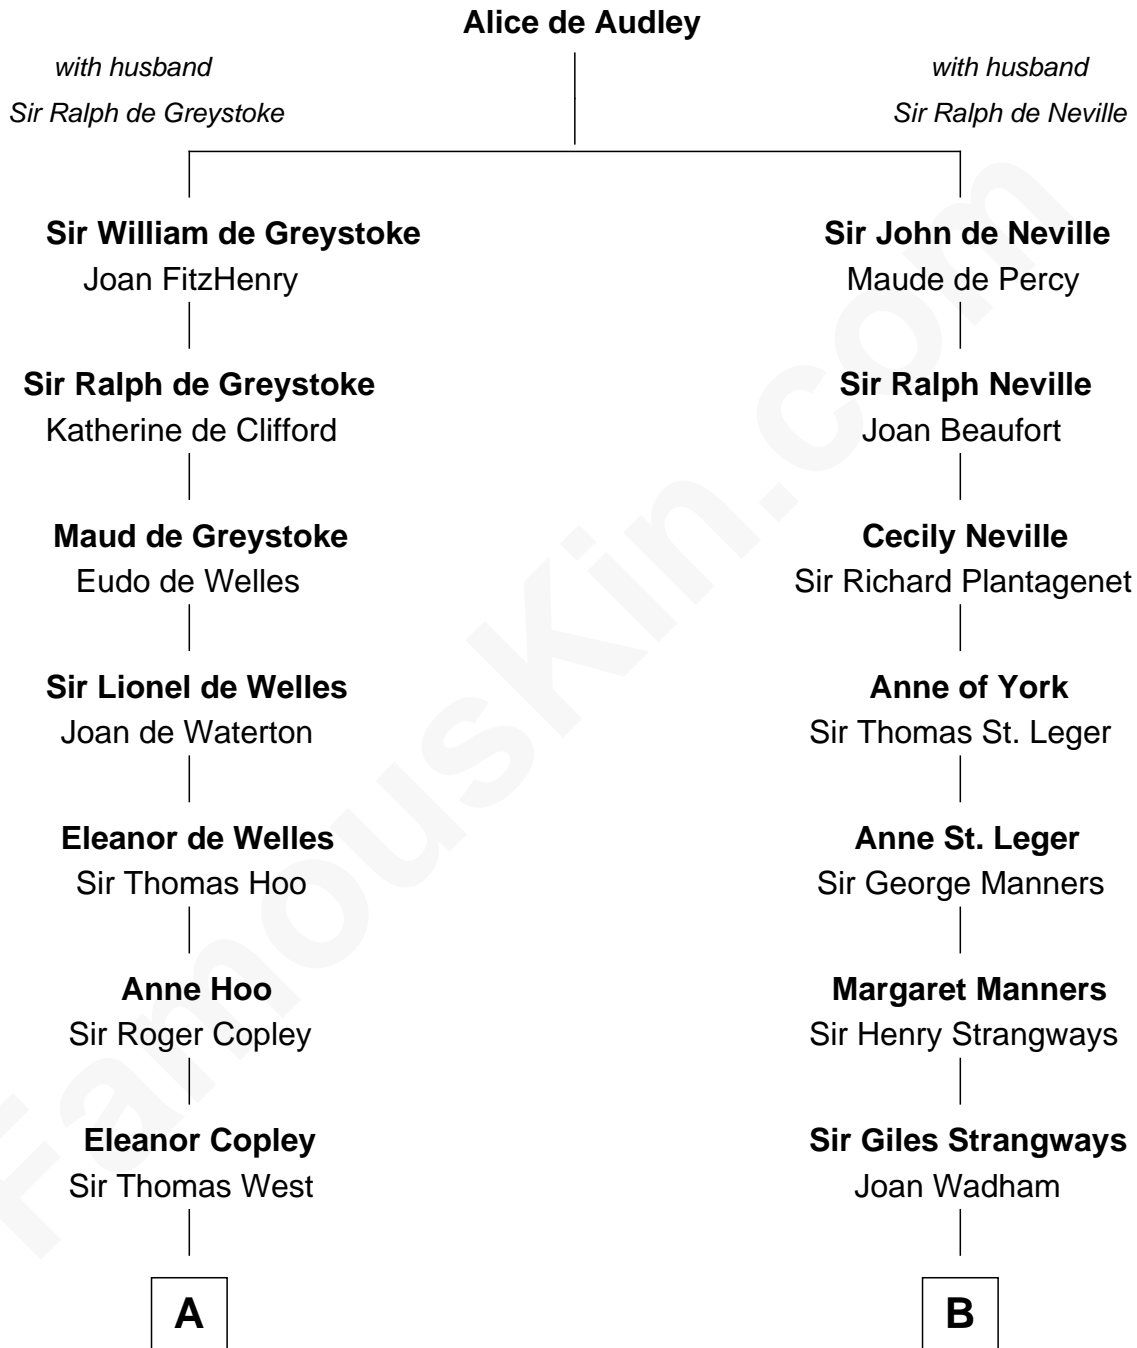 Alice de Audley
with husband
Sir Ralph de Greystoke
with husband
Sir Ralph de Neville
Sir William de Greystoke
Joan FitzHenry
Sir John de Neville
Maude de Percy
Sir Ralph de Greystoke
Katherine de Clifford
Sir Ralph Neville
Joan Beaufort
Maud de Greystoke
Eudo de Welles
Cecily Neville
Sir Richard Plantagenet
Sir Lionel de Welles
Joan de Waterton
Anne of York
Sir Thomas St. Leger
Eleanor de Welles
Sir Thomas Hoo
Anne St. Leger
Sir George Manners
Anne Hoo
Sir Roger Copley
Margaret Manners
Sir Henry Strangways
Eleanor Copley
Sir Thomas West
Sir Giles Strangways
Joan Wadham
A
B
FamousKin.com